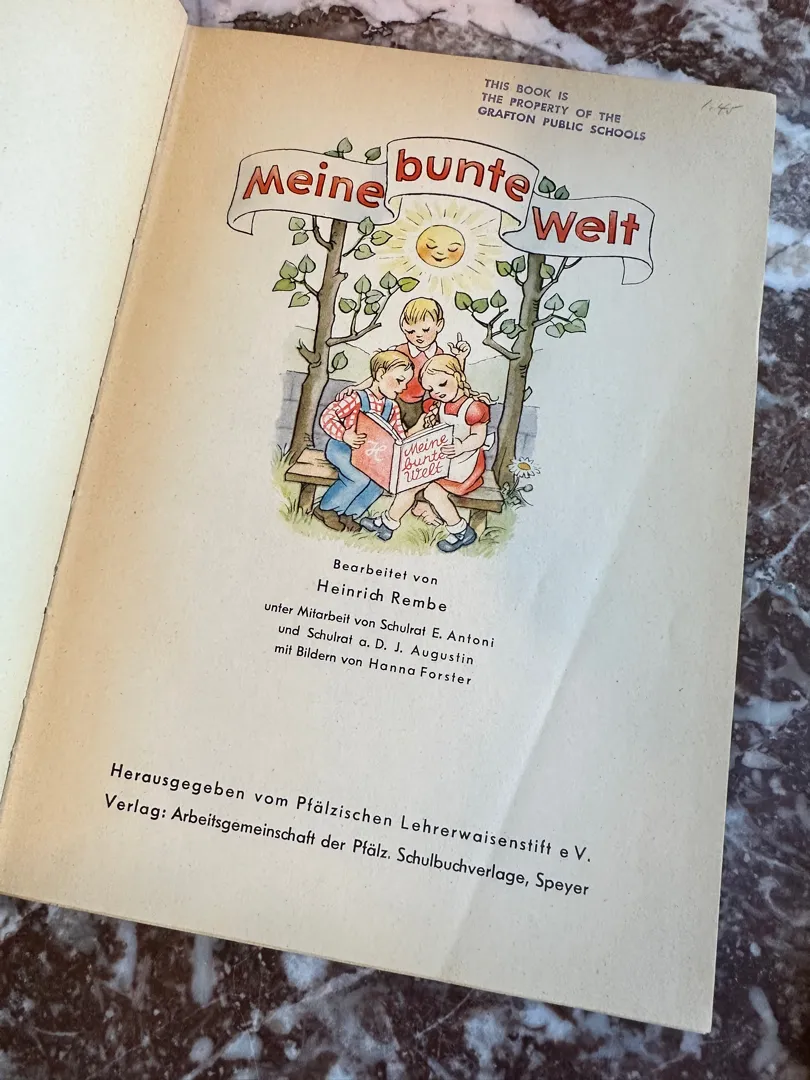 THIS BOOK IS
THE PROPERTY OF THE
GRAFTON PUBLIC SCHOOLS
Meine bunte Welt
H
Meine
bunte
Welt
Bearbeitet von
Heinrich Rembe
unter Mitarbeit von Schulrat E. Antoni
und Schulrat a. D. J. Augustin
mit Bildern von Hanna Forster
Herausgegeben vom Pfälzischen Lehrerwaisenstift e V.
Verlag: Arbeitsgemeinschaft der Pfälz. Schulbuchverlage, Speyer